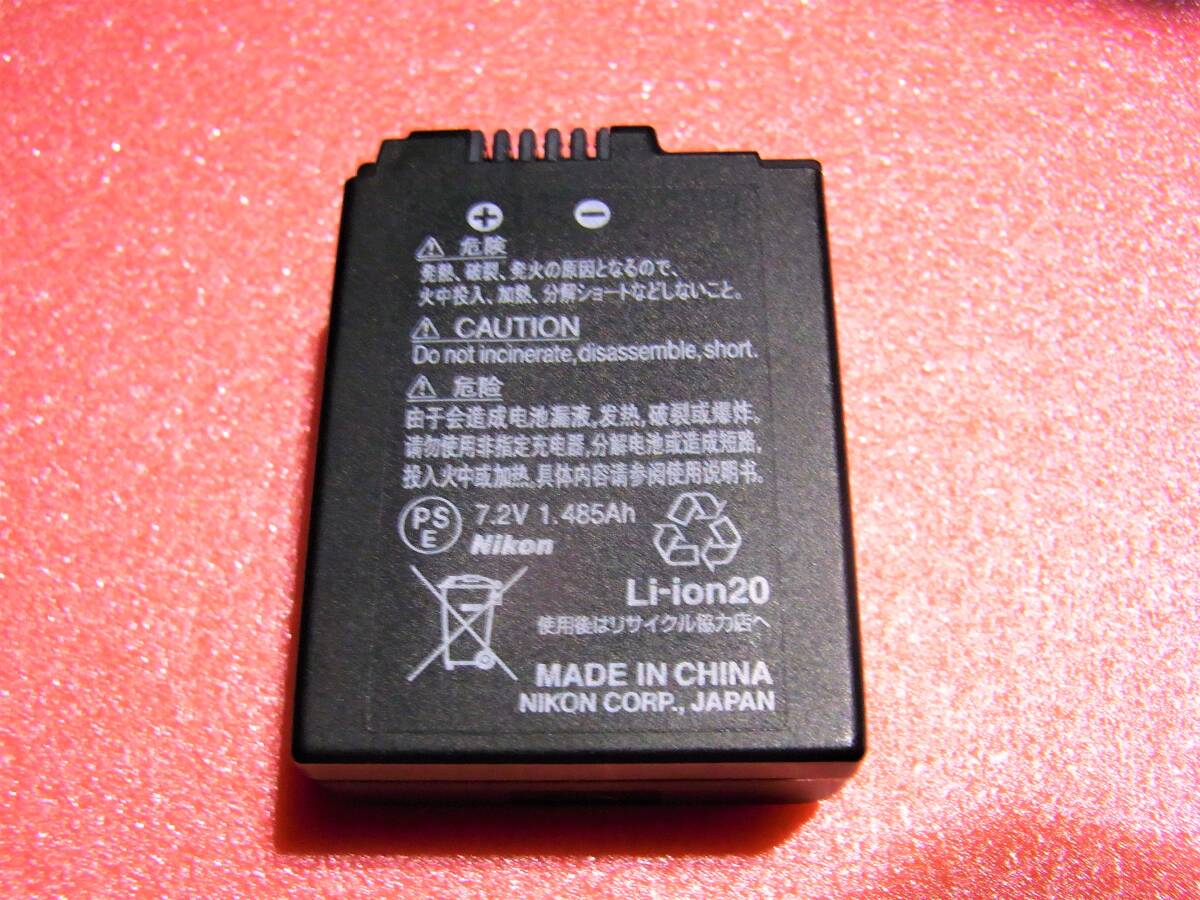 + −
⚠ 危険
発熱、破裂、発火の原因となるので、
火中投入、加熱、分解ショートなどしないこと。
⚠ CAUTION
Do not incinerate, disassemble, short.
⚠ 危险
由于会造成电池漏液,发热,破裂或爆炸。
请勿使用非指定充电器,分解电池或造成短路,
投入火中或加热。具体内容请参阅使用说明书。
PS
E
7.2V 1.485Ah
Nikon
Li-ion20
使用後はリサイクル協力店へ
MADE IN CHINA
NIKON CORP., JAPAN